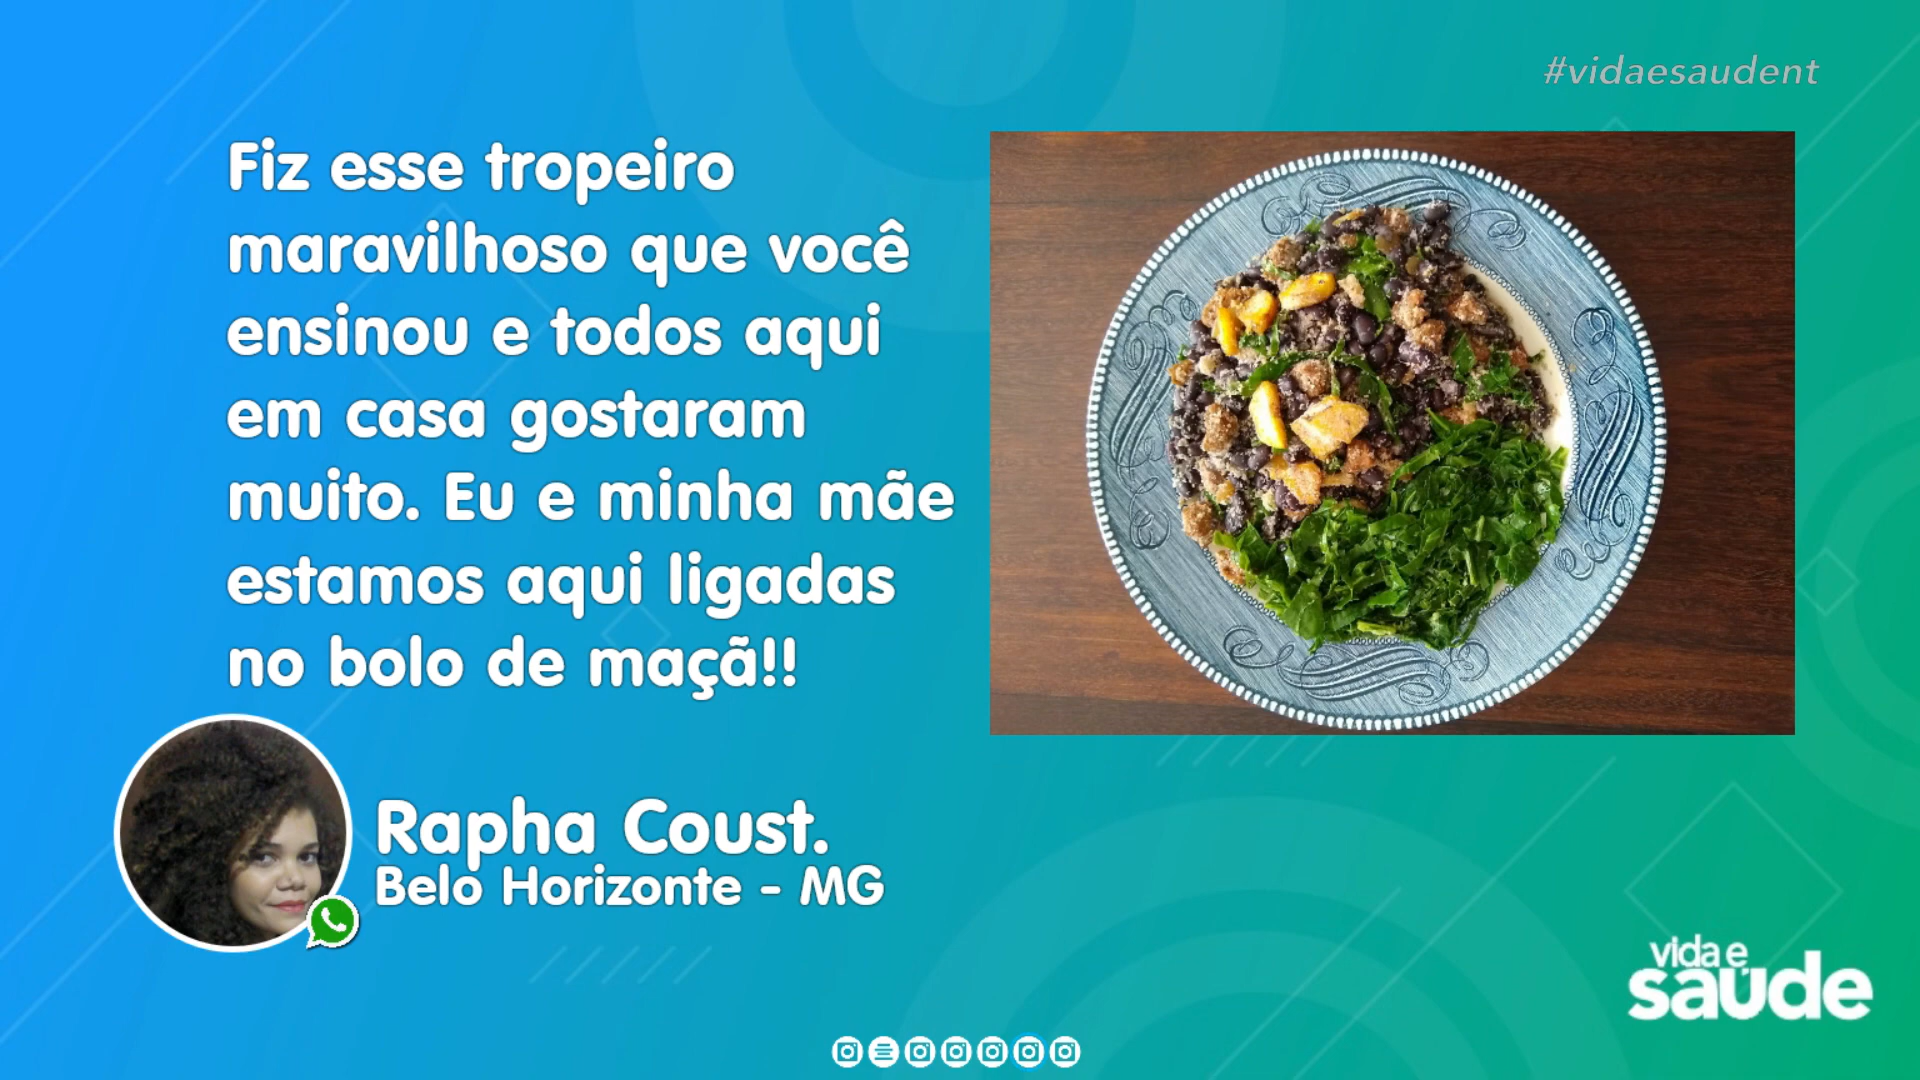 #vidaesaudent
Fiz esse tropeiro
maravilhoso que você
ensinou e todos aqui
em casa gostaram
muito. Eu e minha mãe
estamos aqui ligadas
no bolo de maçã!!
Rapha Coust.
Belo Horizonte - MG
vida e
saúde